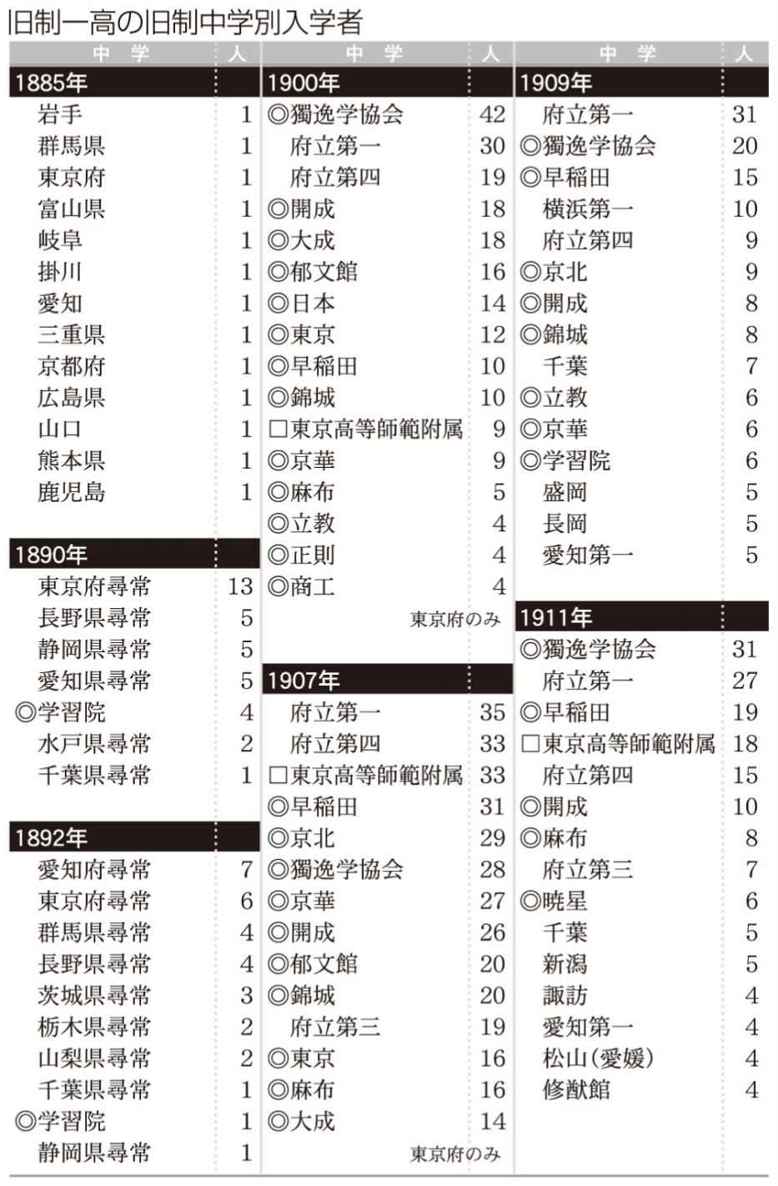 旧制一高の旧制中学別入学者
中 学 人
1885年
岩手 1
群馬県 1
東京府 1
富山県 1
岐阜 1
掛川 1
愛知 1
三重県 1
京都府 1
広島県 1
山口 1
熊本県 1
鹿児島 1
1890年
東京府尋常 13
長野県尋常 5
静岡県尋常 5
愛知県尋常 5
◎学習院 4
水戸県尋常 2
千葉県尋常 1
1892年
愛知府尋常 7
東京府尋常 6
群馬県尋常 4
長野県尋常 4
茨城県尋常 3
栃木県尋常 2
山梨県尋常 2
千葉県尋常 1
◎学習院 1
静岡県尋常 1
中 学 人
1900年
◎獨逸学協会 42
府立第一 30
府立第四 19
◎開成 18
◎大成 18
◎郁文館 16
◎日本 14
◎東京 12
◎早稲田 10
◎錦城 10
□東京高等師範附属 9
◎京華 9
◎麻布 5
◎立教 4
◎正則 4
◎商工 4
東京府のみ
1907年
府立第一 35
府立第四 33
□東京高等師範附属 33
◎早稲田 31
◎京北 29
◎獨逸学協会 28
◎京華 27
◎開成 26
◎郁文館 20
◎錦城 20
府立第三 19
◎東京 16
◎麻布 16
◎大成 14
東京府のみ
中 学 人
1909年
府立第一 31
◎獨逸学協会 20
◎早稲田 15
横浜第一 10
府立第四 9
◎京北 9
◎開成 8
◎錦城 8
千葉 7
◎立教 6
◎京華 6
◎学習院 6
盛岡 5
長岡 5
愛知第一 5
1911年
◎獨逸学協会 31
府立第一 27
◎早稲田 19
□東京高等師範附属 18
府立第四 15
◎開成 10
◎麻布 8
府立第三 7
◎暁星 6
千葉 5
新潟 5
諏訪 4
愛知第一 4
松山（愛媛） 4
修猷館 4